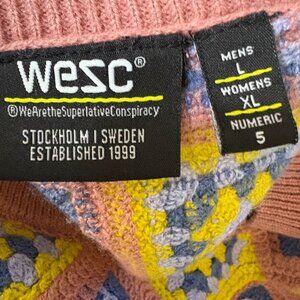 wesc®
®WeAretheSuperlativeConspiracy
STOCKHOLM | SWEDEN
ESTABLISHED 1999
MENS
L
WOMENS
XL
NUMERIC
5